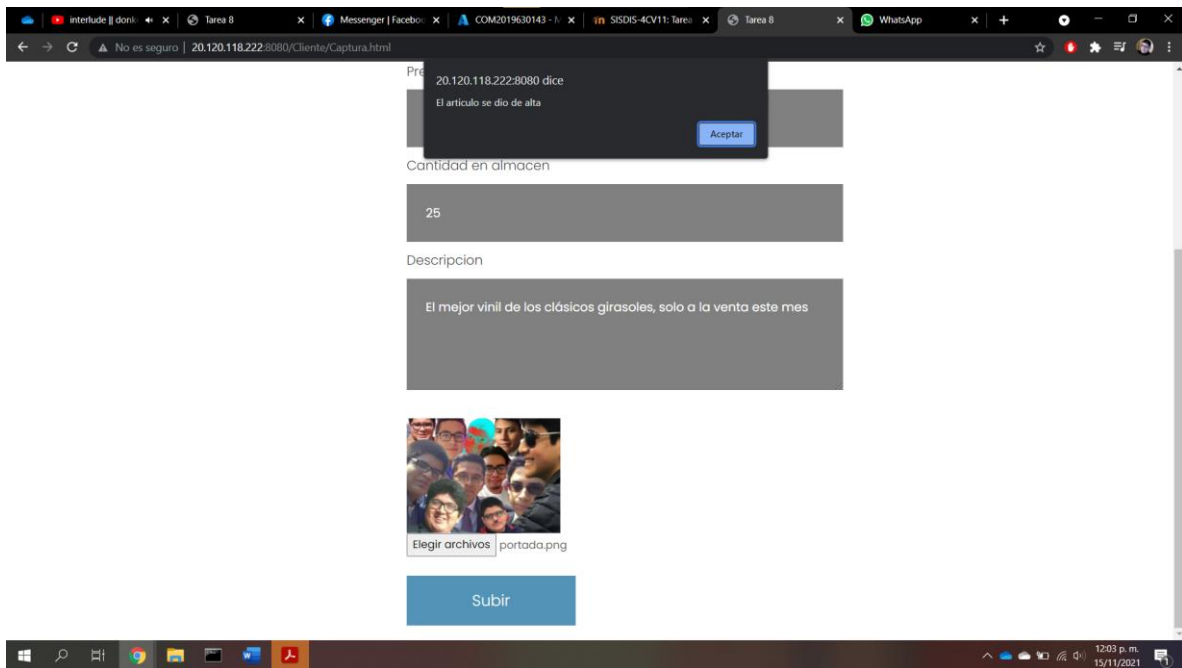 interlude || donk
Tarea 8
Messenger | Faceboo
COM2019630143 - 
SISDIS-4CV11: Tarea
Tarea 8
WhatsApp
No es seguro | 20.120.118.222:8080/Cliente/Captura.html
20.120.118.222:8080 dice
El articulo se dio de alta
Aceptar
Pre
Cantidad en almacen
25
Descripcion
El mejor vinil de los clásicos girasoles, solo a la venta este mes
Elegir archivos portada.png
Subir
12:03 p. m.
15/11/2021